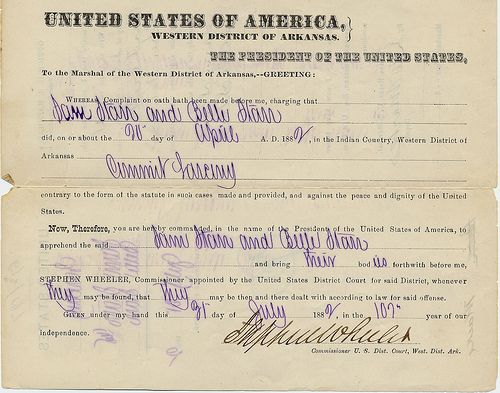 UNITED STATES OF AMERICA,
WESTERN DISTRICT OF ARKANSAS.
THE PRESIDENT OF THE UNITED STATES,
To the Marshal of the Western District of Arkansas,--GREETING:
WHEREAS, Complaint on oath hath been made before me, charging that
Sam Starr and Belle Starr
did, on or about the 20 day of April A. D. 1882, in the Indian Country, Western District of
Arkansas
Commit Larceny
contrary to the form of the statute in such cases made and provided, and against the peace and dignity of the United
States.
Now, Therefore, you are hereby commanded, in the name of the President of the United States of America, to
apprehend the said Sam Starr and Belle Starr
and bring their bodies forthwith before me,
STEPHEN WHEELER, Commissioner appointed by the United States District Court for said District, whenever
they may be found, that they may be then and there dealt with according to law for said offense.
GIVEN under my hand this 31 day of July 1882, in the 107 year of our
independence.
Stephen Wheeler
Commissioner U. S. Dist. Court, West. Dist. Ark.